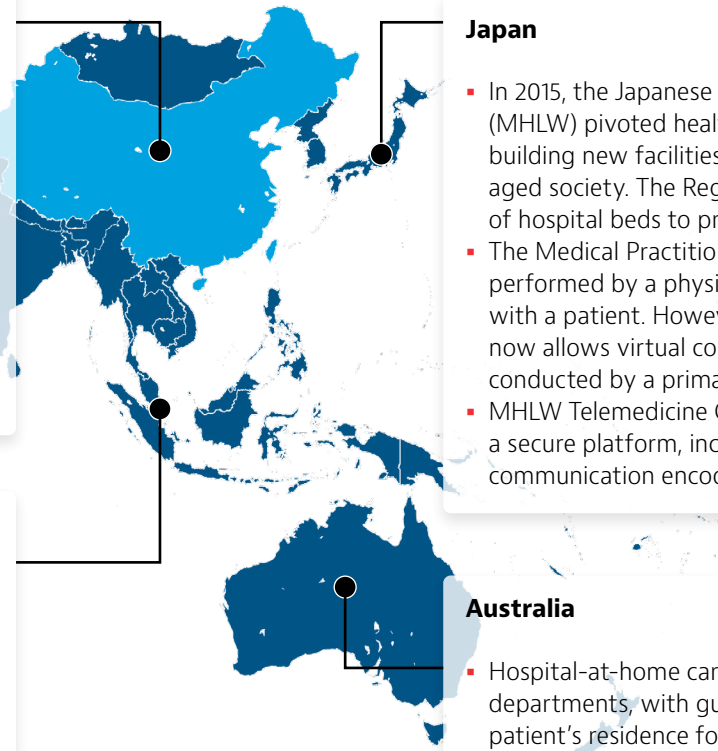 Japan
In 2015, the Japanese
(MHLW) pivoted heal
building new facilities
aged society. The Reg
of hospital beds to pr
The Medical Practitio
performed by a physi
with a patient. Howev
now allows virtual co
conducted by a prima
MHLW Telemedicine
a secure platform, inc
communication encod
Australia
Hospital-at-home car
departments, with gu
patient's residence fo